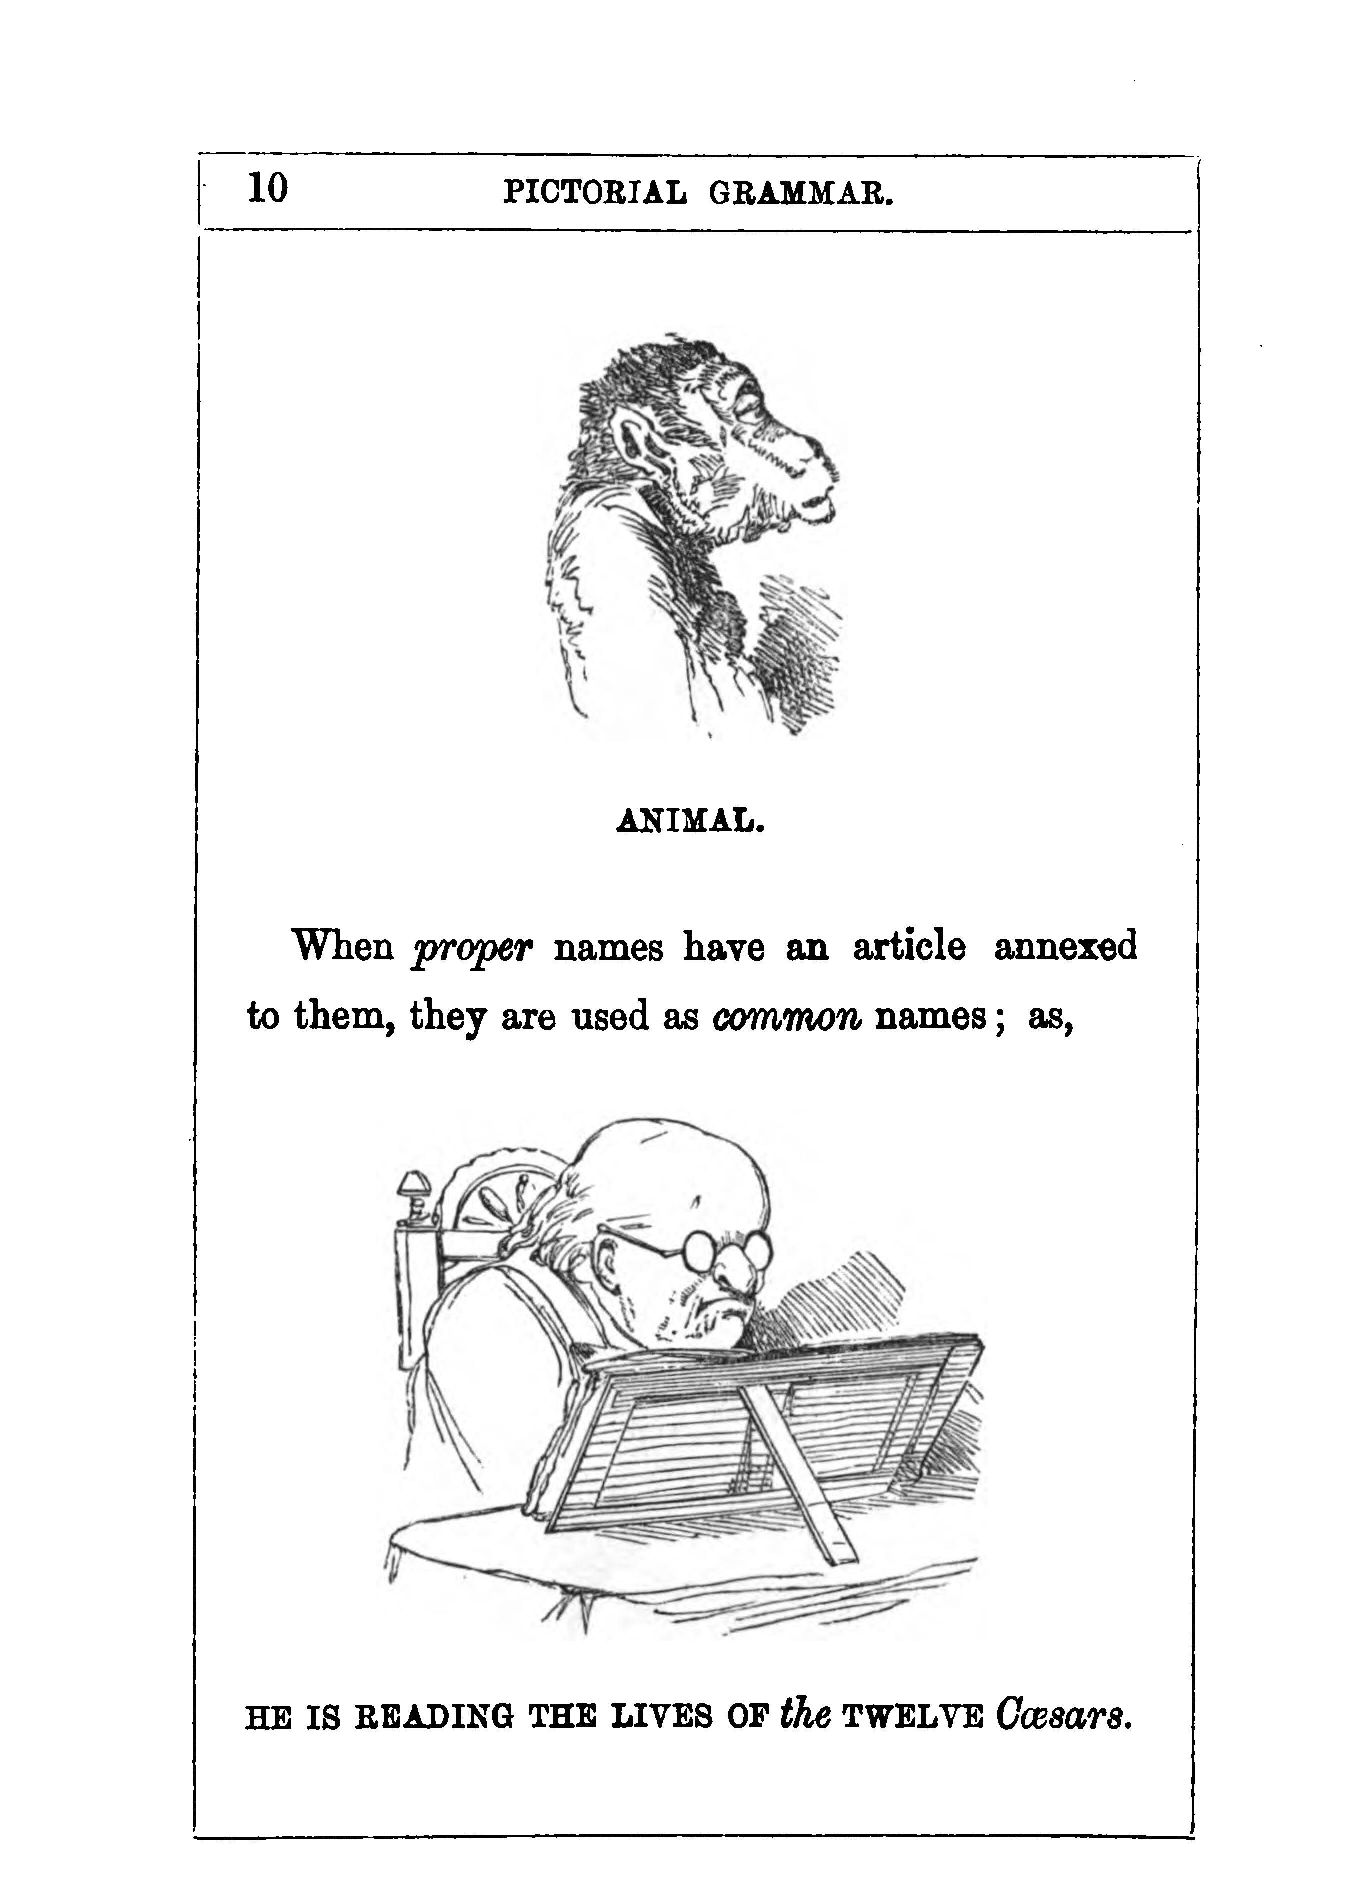 10 PICTORIAL GRAMMAR.
ANIMAL.
When proper names have an article annexed
to them, they are used as common names; as,
HE IS READING THE LIVES OF the TWELVE Cæsars.